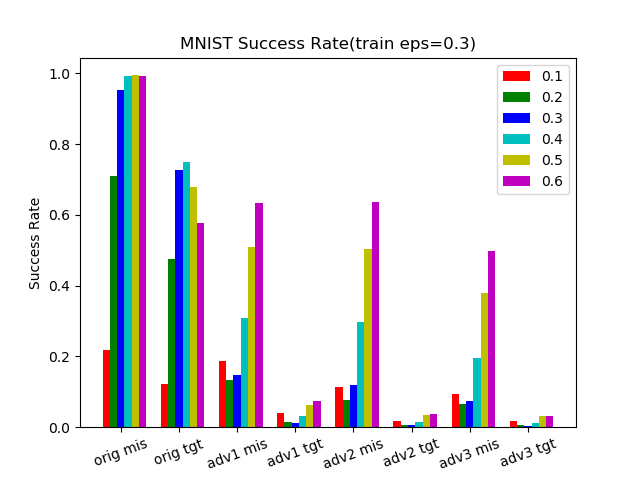 MNIST Success Rate(train eps=0.3)
1.0
0.8
0.6
0.4
0.2
0.0
Success Rate
0.1
0.2
0.3
0.4
0.5
0.6
orig mis
orig tgt
adv1 mis
adv1 tgt
adv2 mis
adv2 tgt
adv3 mis
adv3 tgt